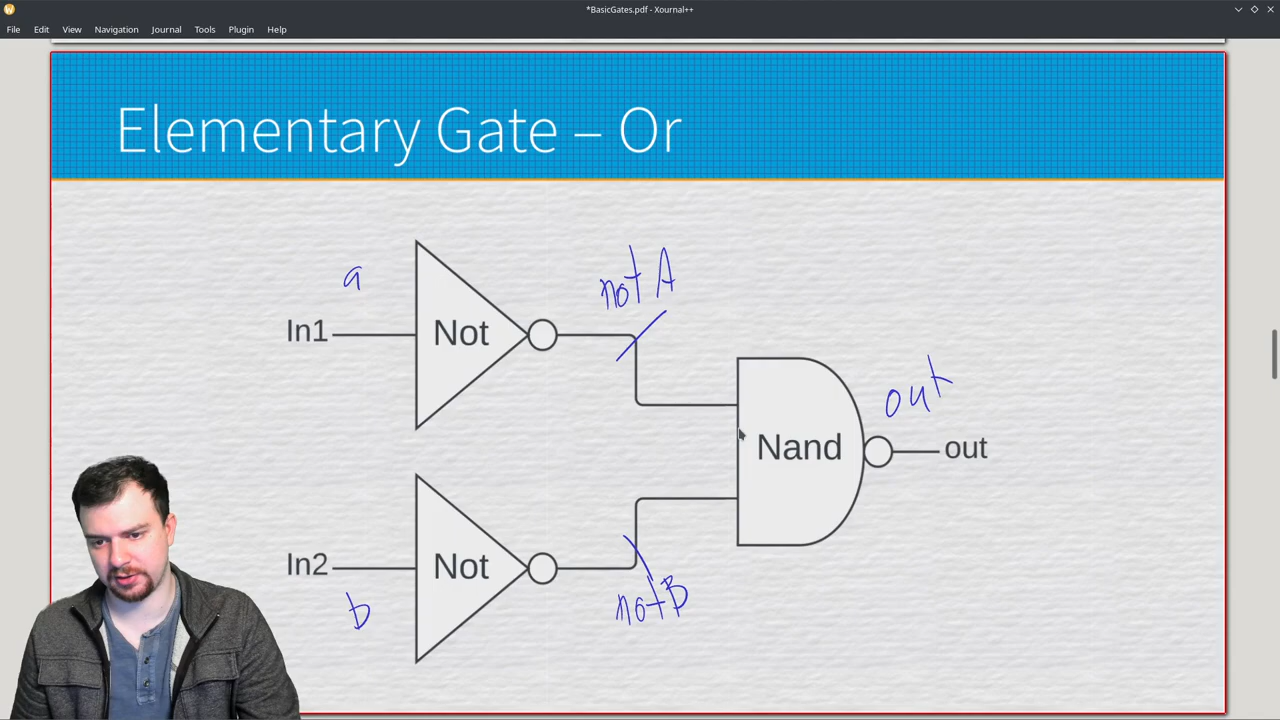 *BasicGates.pdf - Xournal++
File Edit View Navigation Journal Tools Plugin Help
Elementary Gate – Or
a
not A
In1
Not
out
Nand
out
In2
Not
b
notB